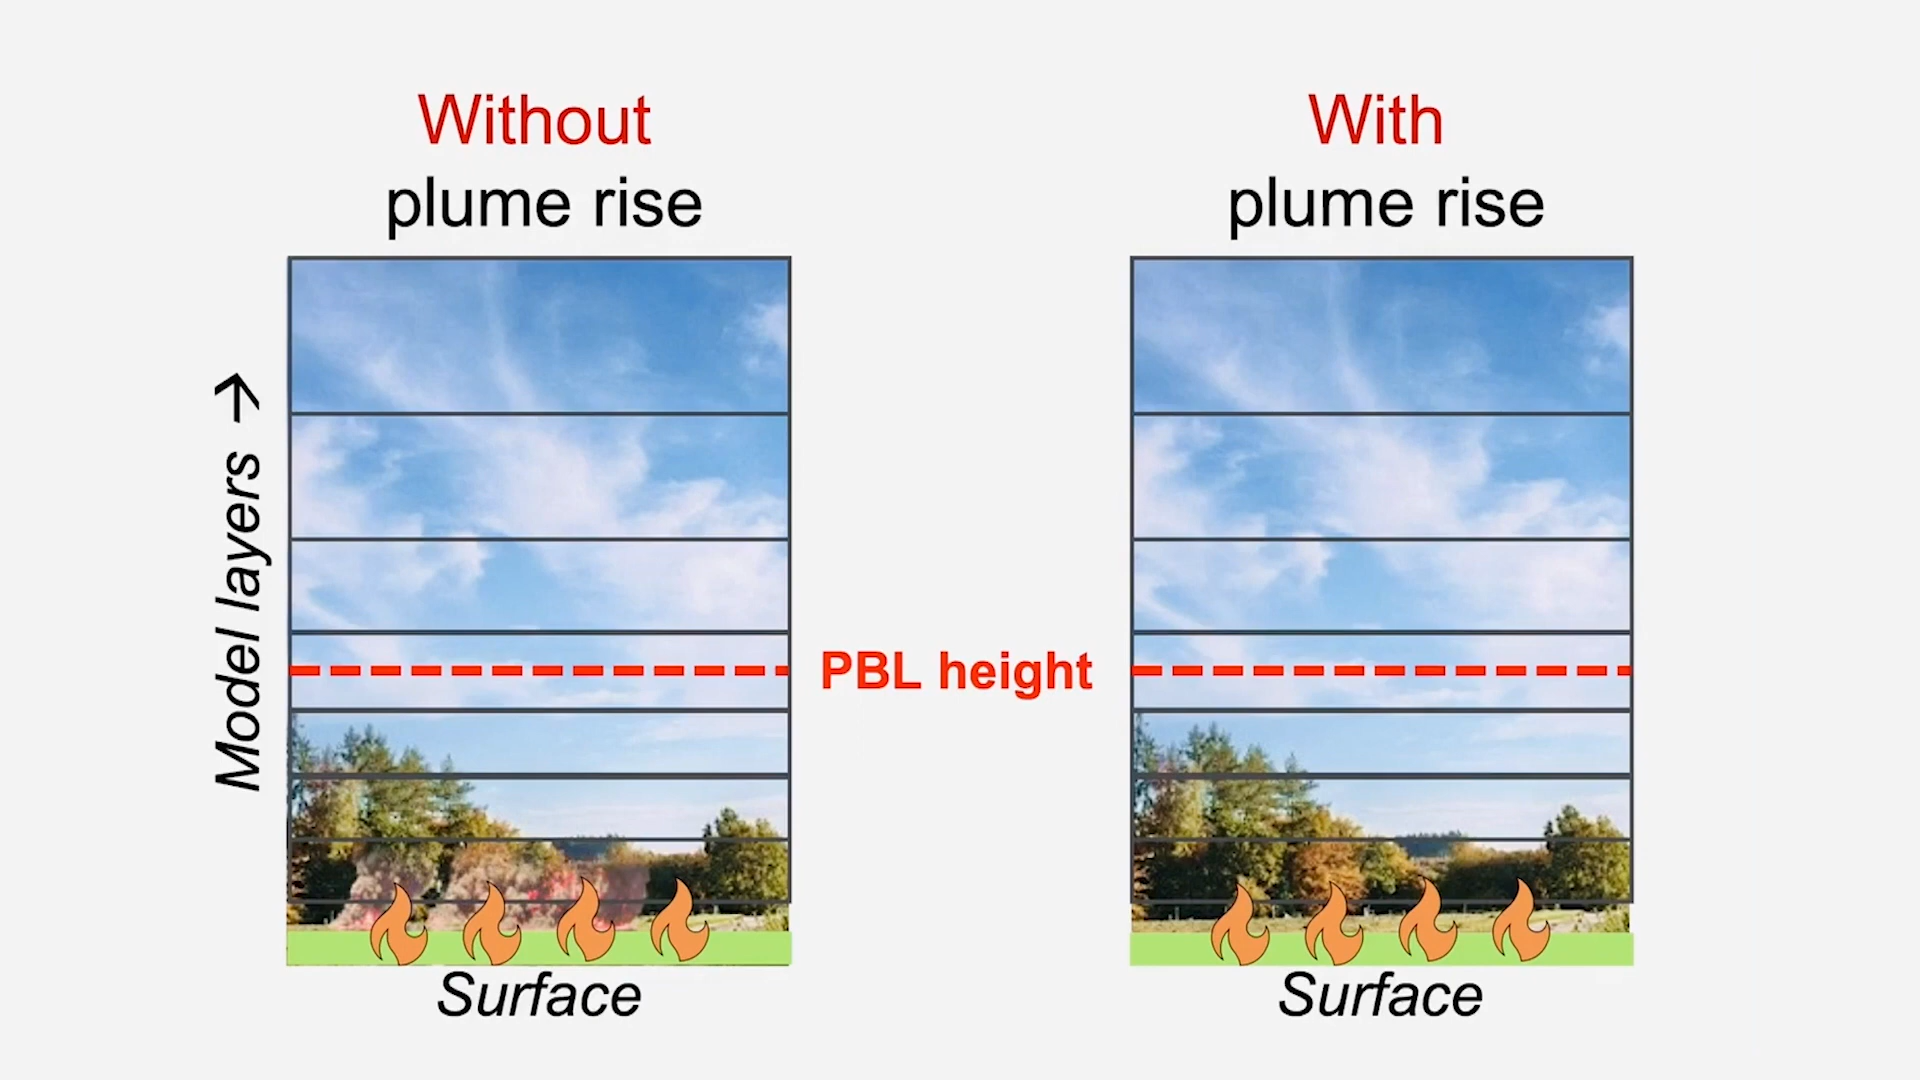 Without
plume rise
With
plume rise
Model layers →
PBL height
Surface
Surface